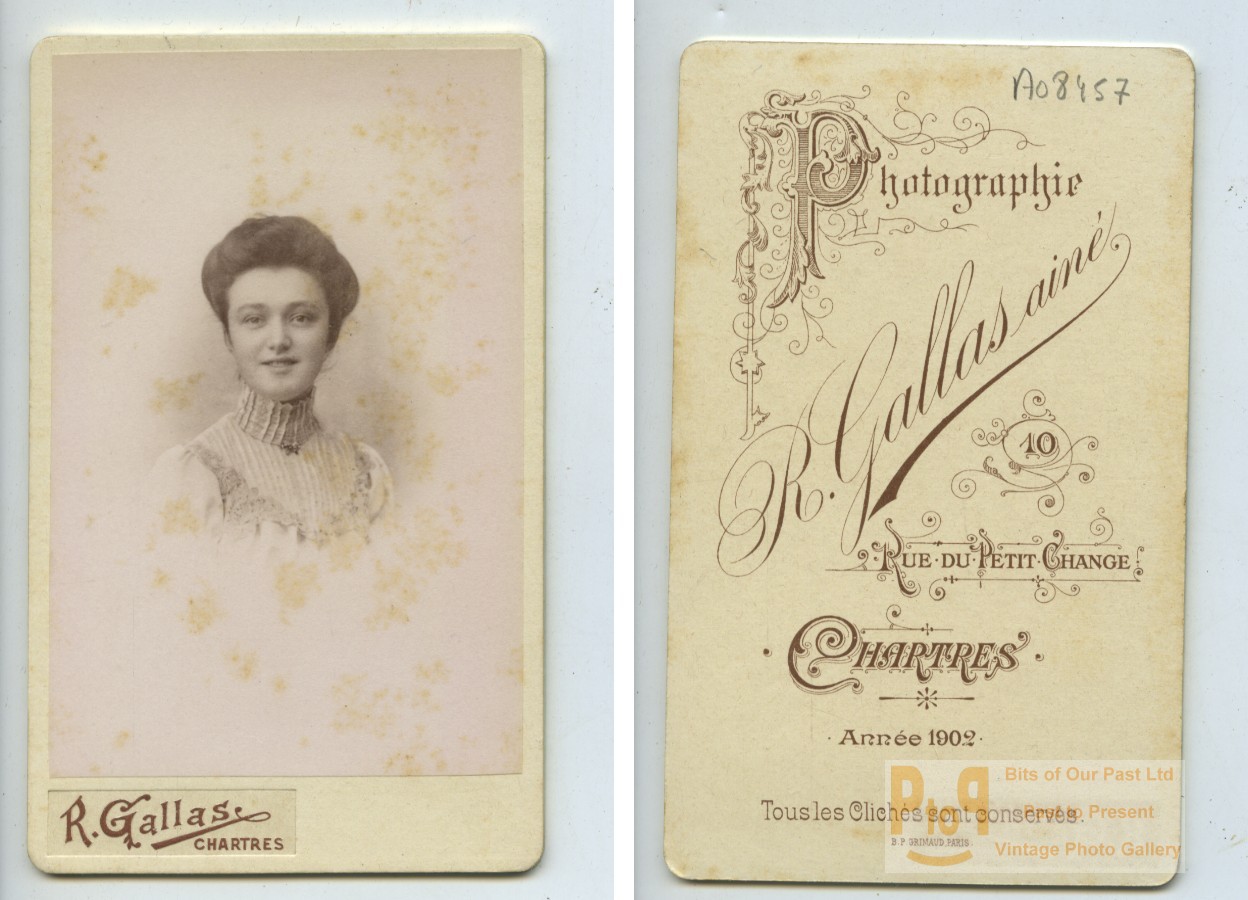 R. Gallas
CHARTRES
A08457
Photographie
R. Gallas ainé
10
RUE·DU·PETIT·CHANGE
CHARTRES
·Année 1902·
Tous les Clichés sont conservés.
B.P. GRIMAUD.PARIS.
PtoP
Bits of Our Past Ltd
Past to Present
Vintage Photo Gallery